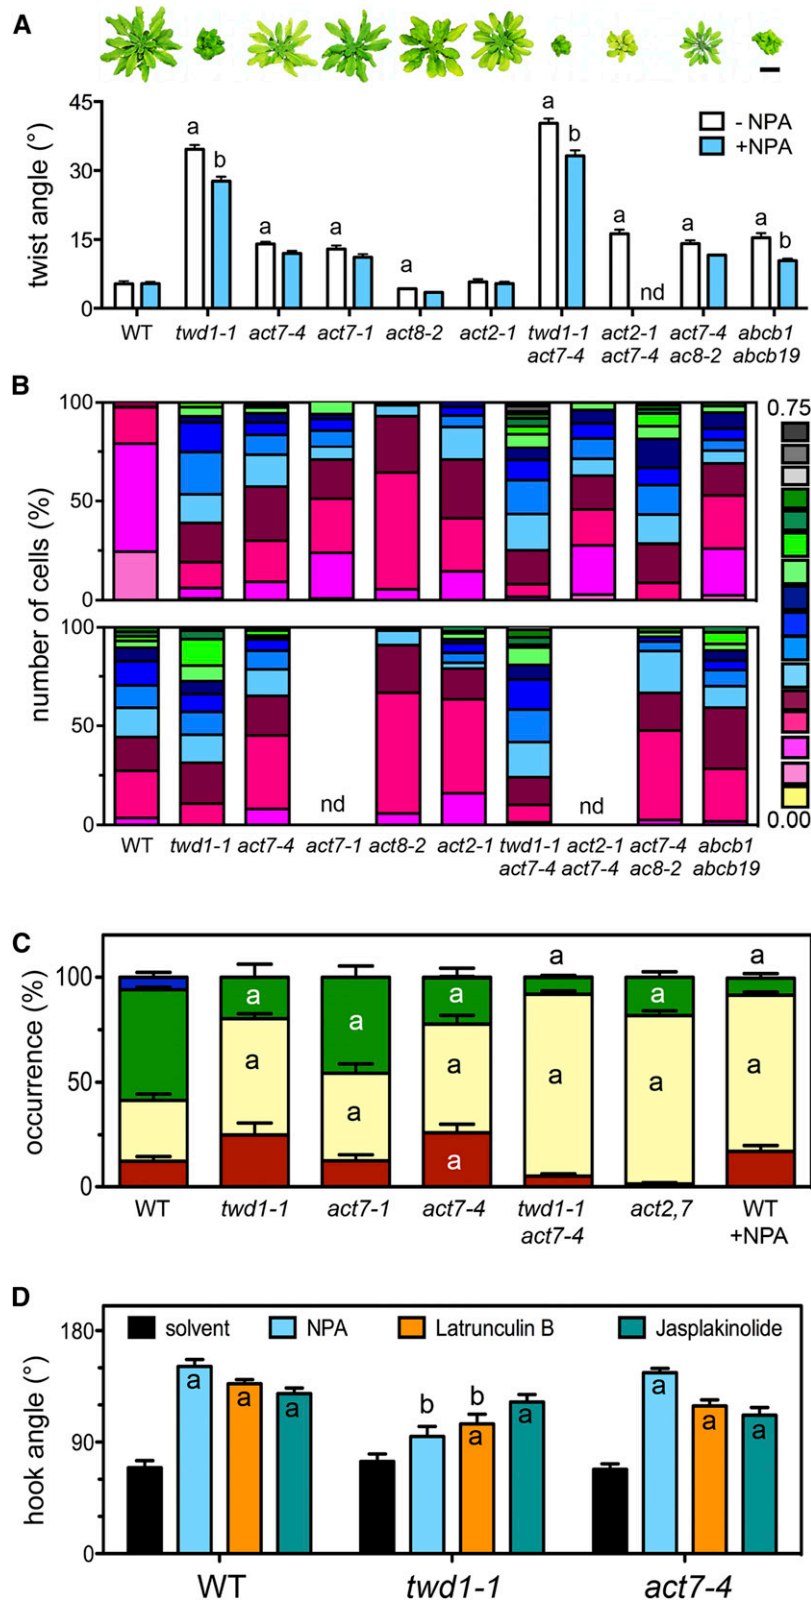 A
45
30
15
0
twist angle (°)
- NPA
+NPA
a
b
a
a
a
a
b
a
nd
a
a
b
WT twd1-1 act7-4 act7-1 act8-2 act2-1 twd1-1 act2-1 act7-4 abcb1
act7-4 act7-4 ac8-2 abcb19
B
100
50
0
100
50
0
number of cells (%)
nd
nd
0.75
0.00
WT twd1-1 act7-4 act7-1 act8-2 act2-1 twd1-1 act2-1 act7-4 abcb1
act7-4 act7-4 ac8-2 abcb19
C
100
50
0
occurrence (%)
a
a
a
a
a
a
a
a
a
a
a
a
a
WT twd1-1 act7-1 act7-4 twd1-1 act2,7 WT
act7-4 +NPA
D
180
90
0
hook angle (°)
solvent NPA Latrunculin B Jasplakinolide
a
a
a
b
b
a
a
a
a
a
WT twd1-1 act7-4